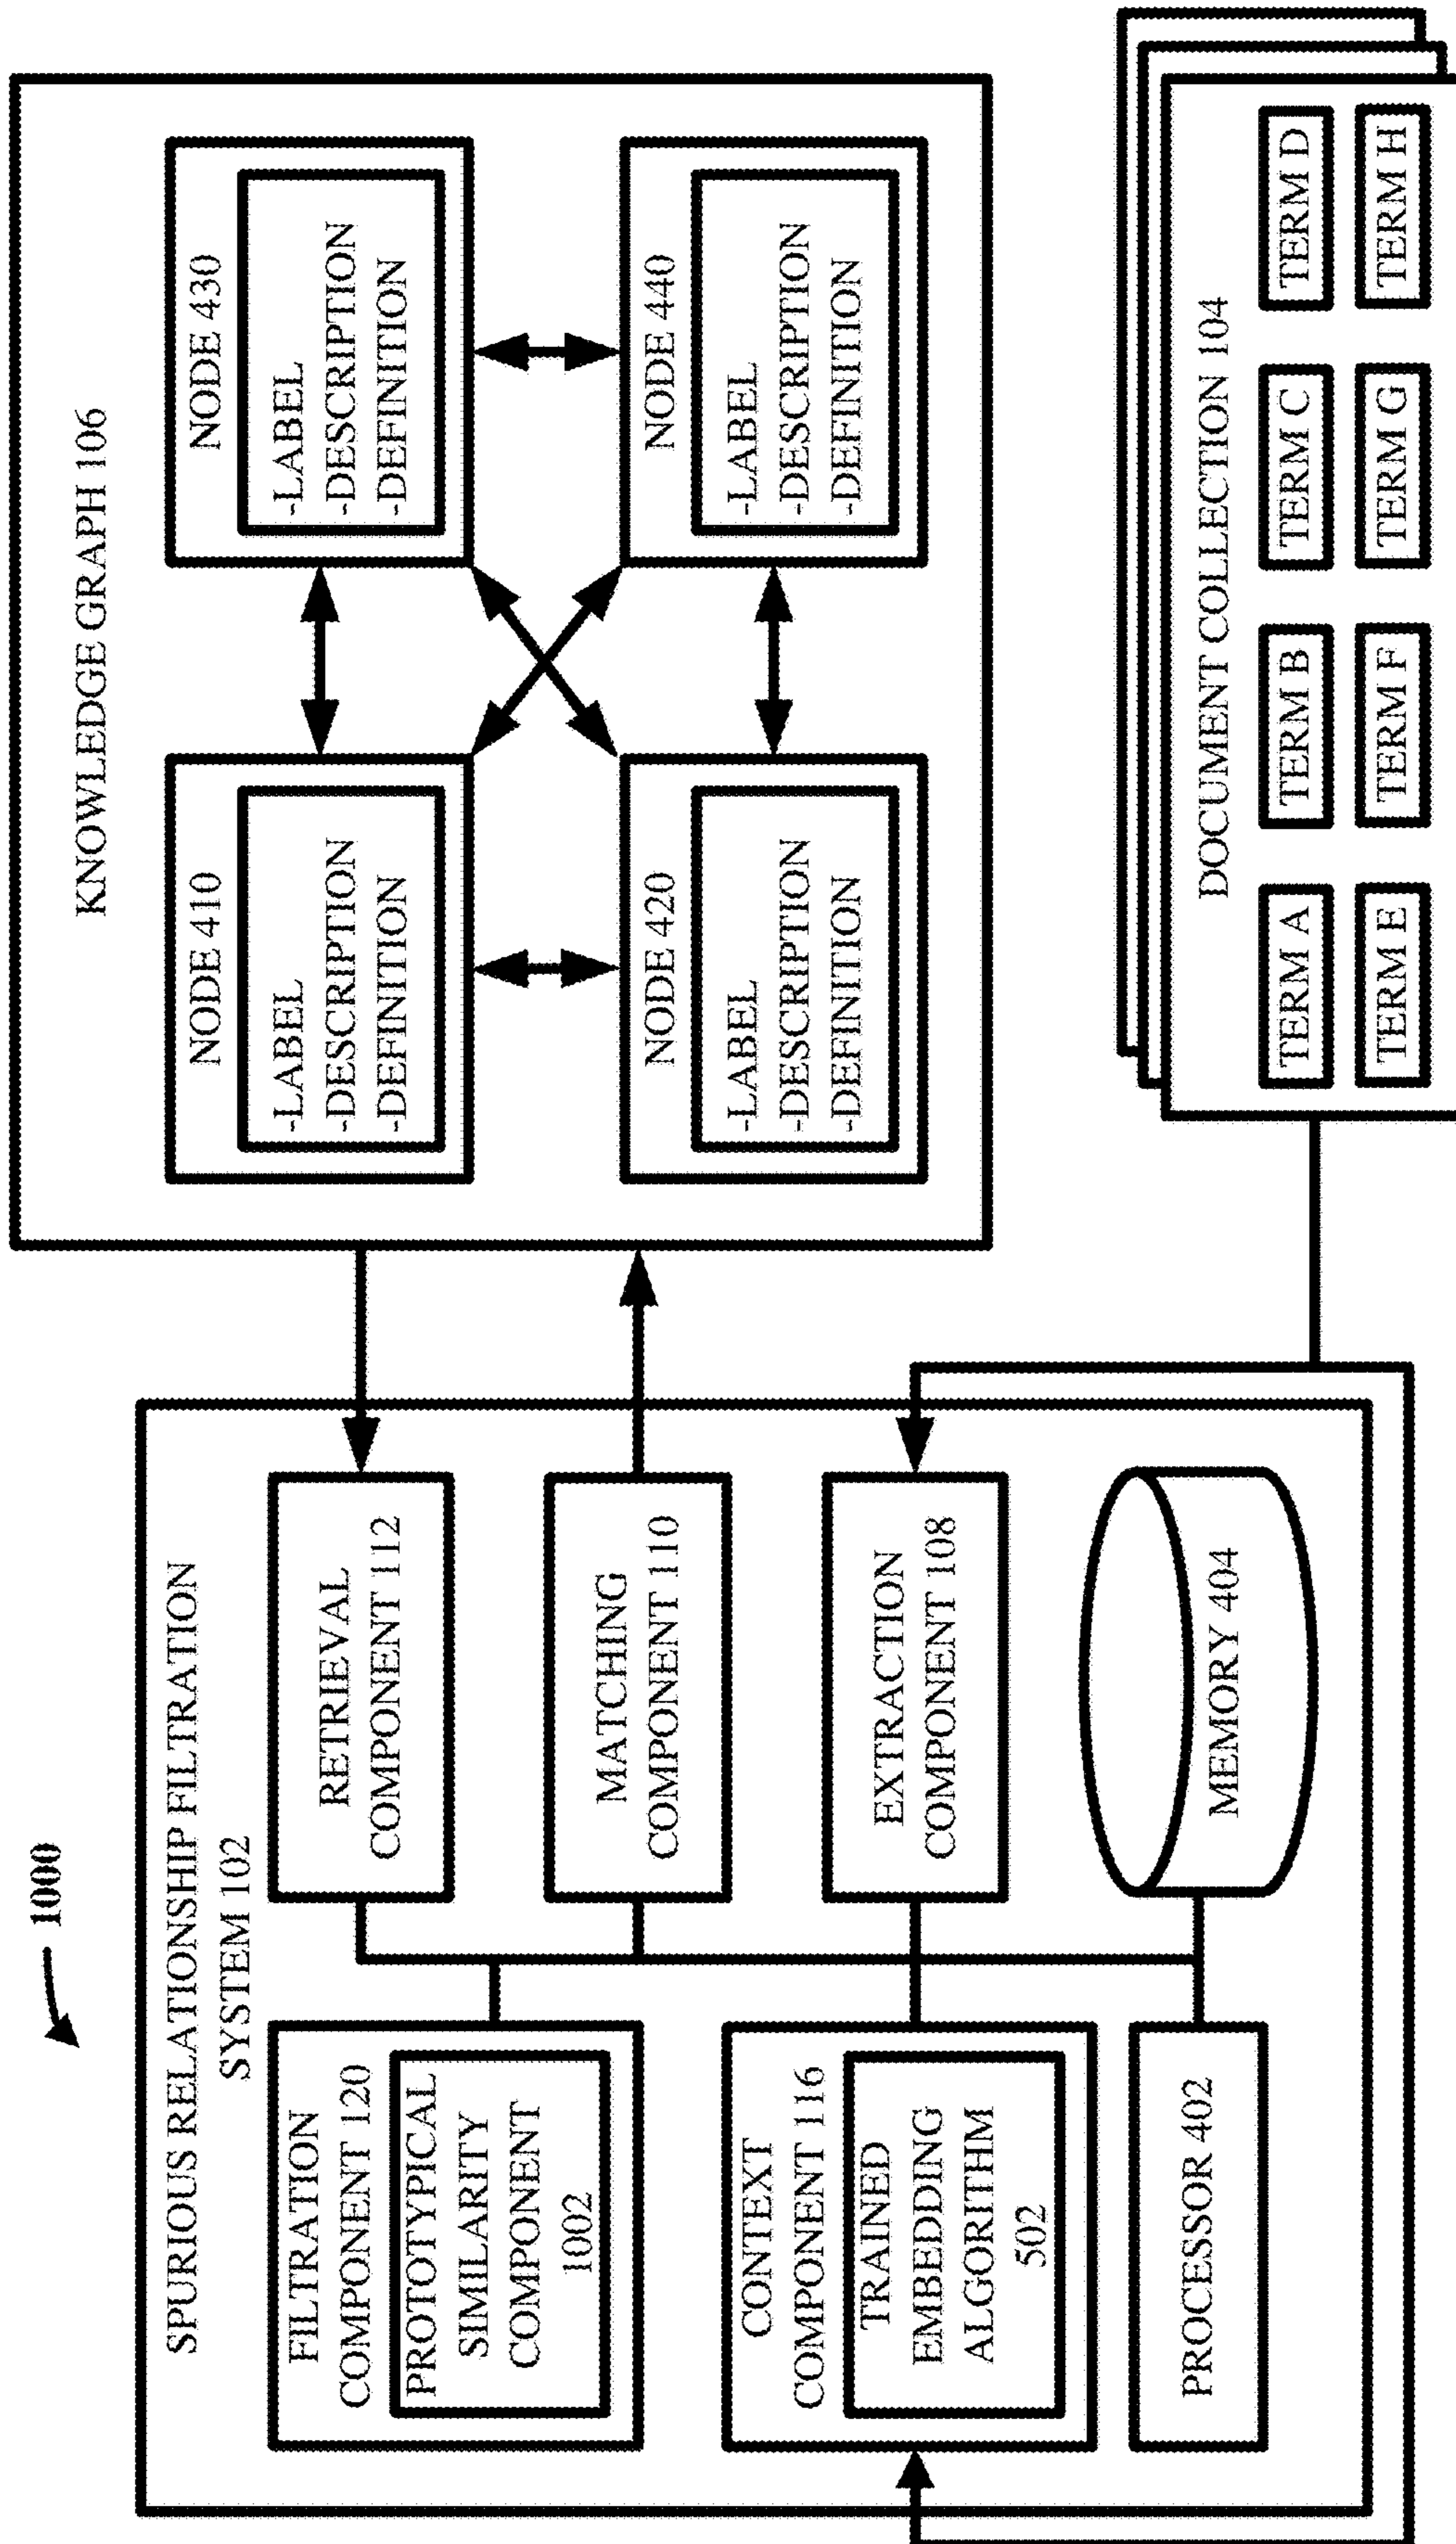 1000
SPURIOUS RELATIONSHIP FILTRATION
SYSTEM 102
FILTRATION
COMPONENT 120
PROTOTYPICAL
SIMILARITY
COMPONENT
1002
CONTEXT
COMPONENT 116
TRAINED
EMBEDDING
ALGORITHM
502
PROCESSOR 402
RETRIEVAL
COMPONENT 112
MATCHING
COMPONENT 110
EXTRACTION
COMPONENT 108
MEMORY 404
KNOWLEDGE GRAPH 106
NODE 410
-LABEL
-DESCRIPTION
-DEFINITION
NODE 430
-LABEL
-DESCRIPTION
-DEFINITION
NODE 420
-LABEL
-DESCRIPTION
-DEFINITION
NODE 440
-LABEL
-DESCRIPTION
-DEFINITION
DOCUMENT COLLECTION 104
TERM A
TERM B
TERM C
TERM D
TERM E
TERM F
TERM G
TERM H